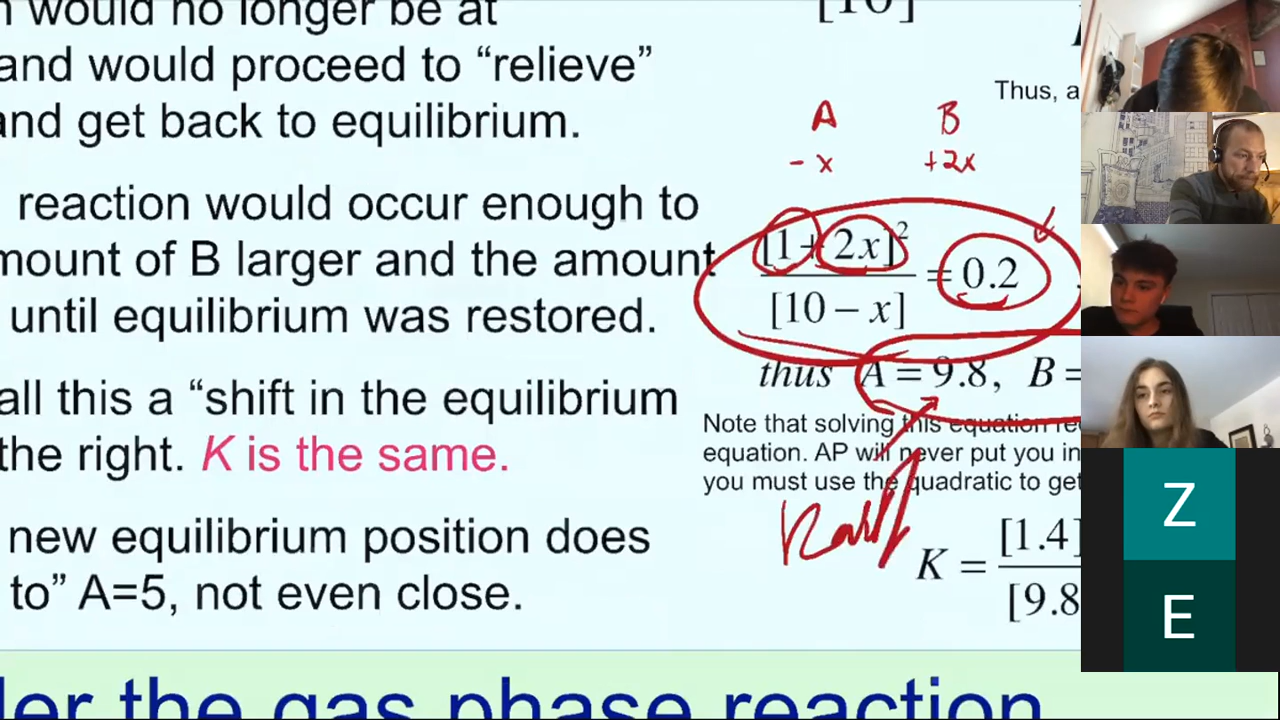 would no longer be at
and would proceed to “relieve”
and get back to equilibrium.
reaction would occur enough to
mount of B larger and the amount
until equilibrium was restored.
all this a “shift in the equilibrium
the right. K is the same.
new equilibrium position does
to” A=5, not even close.
[10]
Thus, a
A B
-x +2x
[1+2x]²
= 0.2
[10 – x]
thus A = 9.8, B =
Note that solving this equation re
equation. AP will never put you in
you must use the quadratic to get
K =
[1.4]
[9.8
der the gas phase reaction
Z
E